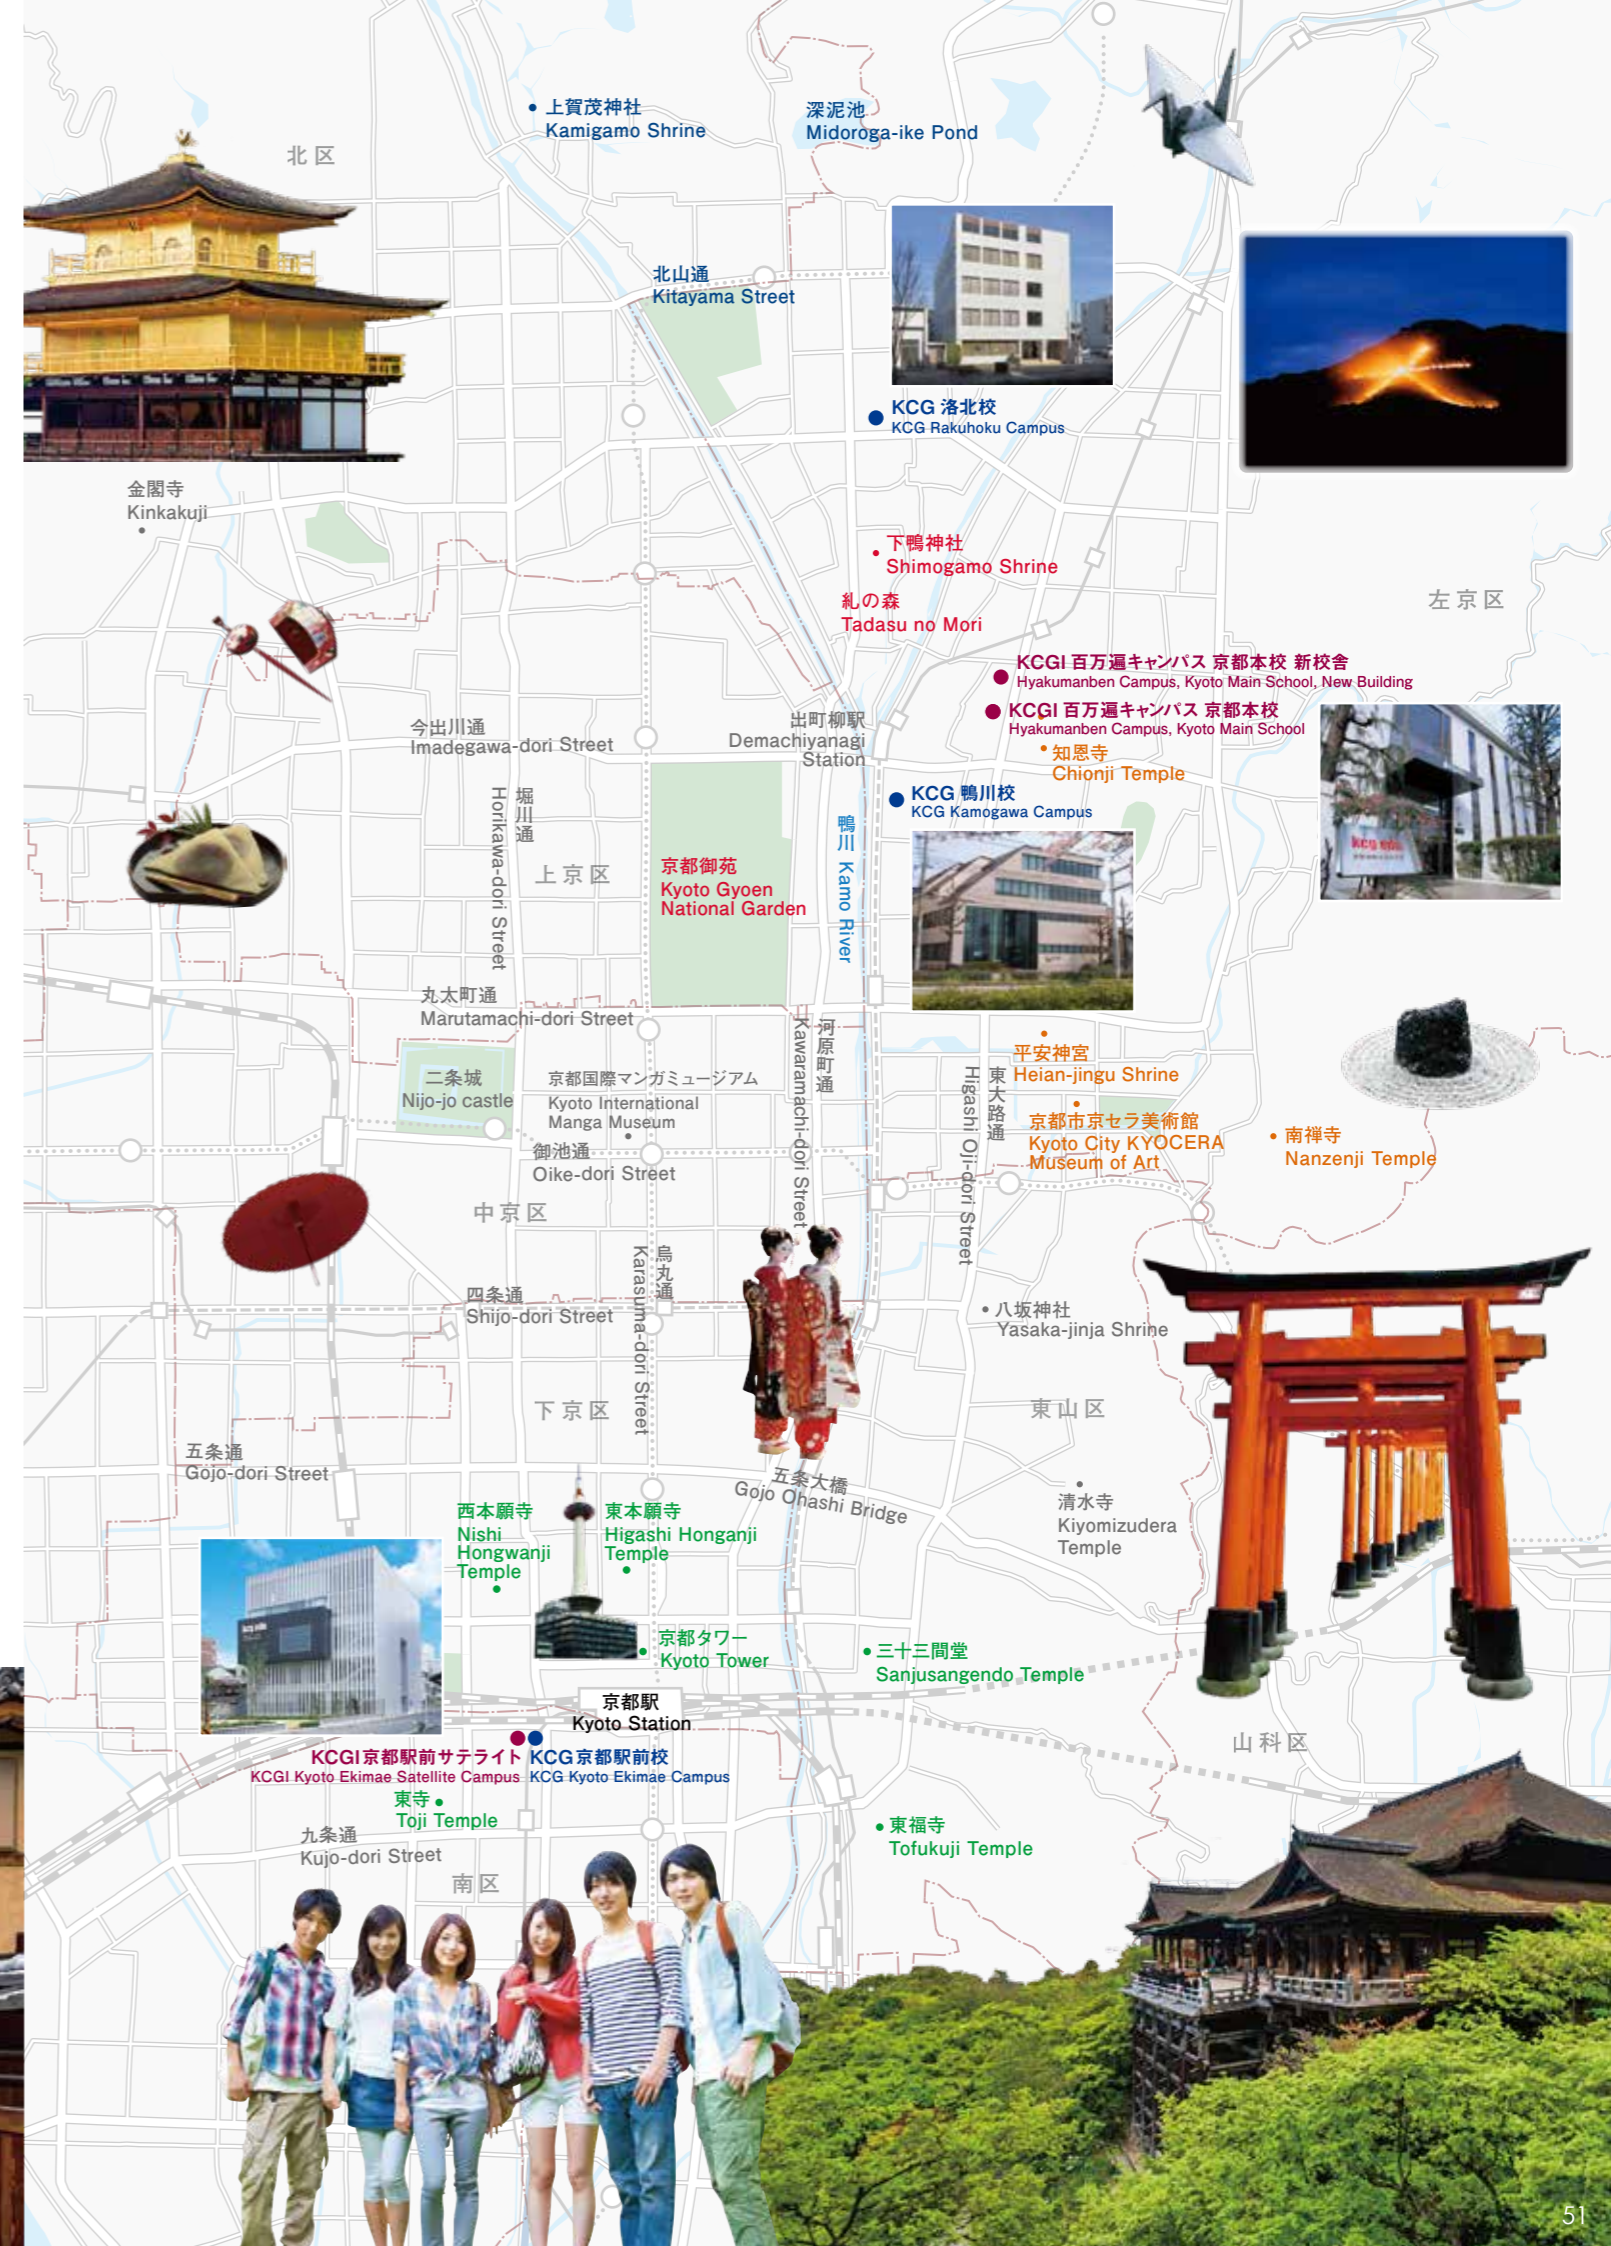 上賀茂神社
Kamigamo Shrine
深泥池
Midoroga-ike Pond
北区
北山通
Kitayama Street
KCG 洛北校
KCG Rakuhoku Campus
金閣寺
Kinkakuji
下鴨神社
Shimogamo Shrine
糺の森
Tadasu no Mori
左京区
KCGI 百万遍キャンパス 京都本校 新校舎
Hyakumanben Campus, Kyoto Main School, New Building
KCGI 百万遍キャンパス 京都本校
Hyakumanben Campus, Kyoto Main School
今出川通
Imadegawa-dori Street
出町柳駅
Demachiyanagi
Station
知恩寺
Chionji Temple
KCG 鴨川校
KCG Kamogawa Campus
堀川通
Horikawa-dori Street
鴨川 Kamo River
kcg.edu
上京区
京都御苑
Kyoto Gyoen
National Garden
丸太町通
Marutamachi-dori Street
河原町通
Kawaramachi-dori Street
平安神宮
Heian-jingu Shrine
東大路通
Higashi Oji-dori Street
二条城
Nijo-jo castle
京都国際マンガミュージアム
Kyoto International
Manga Museum
京都市京セラ美術館
Kyoto City KYOCERA
Museum of Art
南禅寺
Nanzenji Temple
御池通
Oike-dori Street
中京区
烏丸通
Karasuma-dori Street
四条通
Shijo-dori Street
八坂神社
Yasaka-jinja Shrine
下京区
東山区
五条通
Gojo-dori Street
五条大橋
Gojo Ohashi Bridge
清水寺
Kiyomizudera
Temple
西本願寺
Nishi
Hongwanji
Temple
東本願寺
Higashi Honganji
Temple
kcg.edu
京都タワー
Kyoto Tower
三十三間堂
Sanjusangendo Temple
京都駅
Kyoto Station
山科区
KCGI京都駅前サテライト
KCGI Kyoto Ekimae Satellite Campus
KCG京都駅前校
KCG Kyoto Ekimae Campus
東寺
Toji Temple
東福寺
Tofukuji Temple
九条通
Kujo-dori Street
南区
51